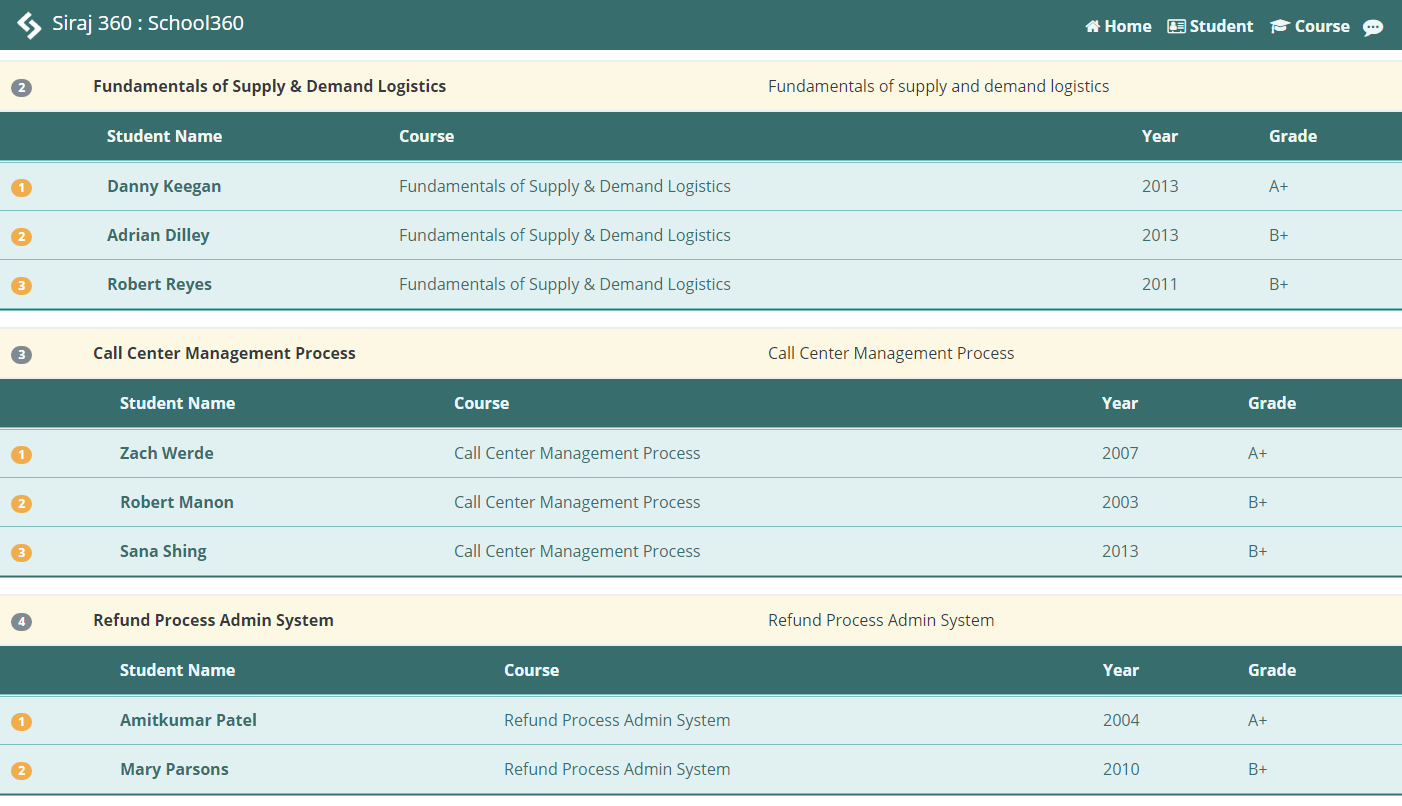 Siraj 360 : School360 Home Student Course
2 Fundamentals of Supply & Demand Logistics Fundamentals of supply and demand logistics
Student Name Course Year Grade
1 Danny Keegan Fundamentals of Supply & Demand Logistics 2013 A+
2 Adrian Dilley Fundamentals of Supply & Demand Logistics 2013 B+
3 Robert Reyes Fundamentals of Supply & Demand Logistics 2011 B+
3 Call Center Management Process Call Center Management Process
Student Name Course Year Grade
1 Zach Werde Call Center Management Process 2007 A+
2 Robert Manon Call Center Management Process 2003 B+
3 Sana Shing Call Center Management Process 2013 B+
4 Refund Process Admin System Refund Process Admin System
Student Name Course Year Grade
1 Amitkumar Patel Refund Process Admin System 2004 A+
2 Mary Parsons Refund Process Admin System 2010 B+